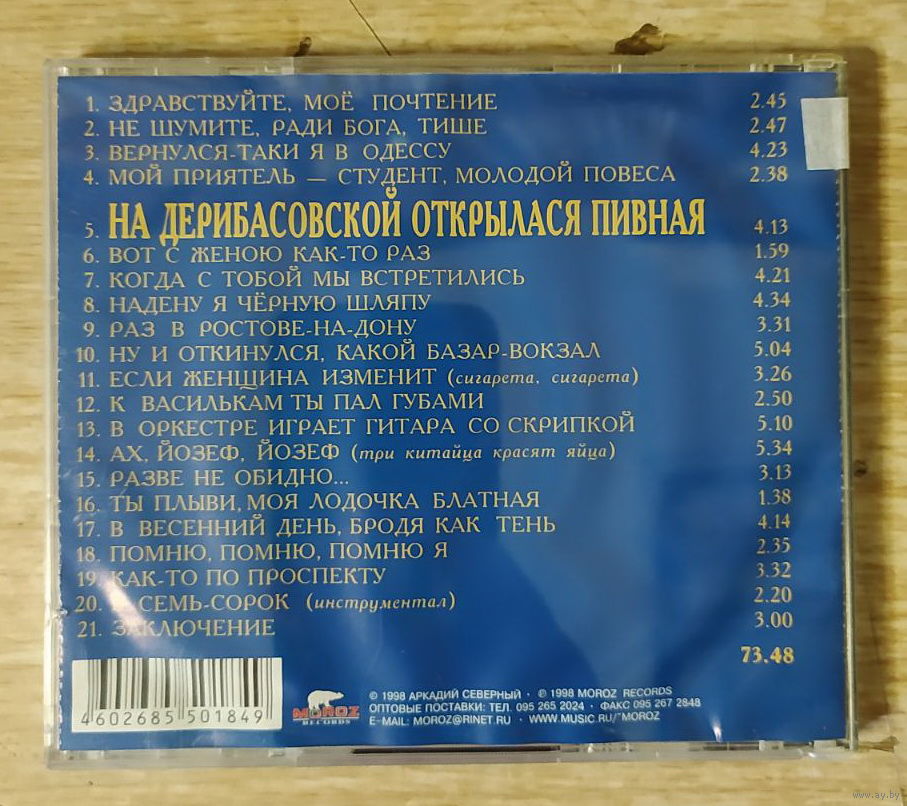 1. ЗДРАВСТВУЙТЕ, МОЁ ПОЧТЕНИЕ 2.45
2. НЕ ШУМИТЕ, РАДИ БОГА, ТИШЕ 2.47
3. ВЕРНУЛСЯ-ТАКИ Я В ОДЕССУ 4.23
4. МОЙ ПРИЯТЕЛЬ — СТУДЕНТ, МОЛОДОЙ ПОВЕСА 2.38
5. НА ДЕРИБАСОВСКОЙ ОТКРЫЛАСЯ ПИВНАЯ 4.13
6. ВОТ С ЖЕНОЮ КАК-ТО РАЗ 1.59
7. КОГДА С ТОБОЙ МЫ ВСТРЕТИЛИСЬ 4.21
8. НАДЕНУ Я ЧЁРНУЮ ШЛЯПУ 4.34
9. РАЗ В РОСТОВЕ-НА-ДОНУ 3.31
10. НУ И ОТКИНУЛСЯ, КАКОЙ БАЗАР-ВОКЗАЛ 5.04
11. ЕСЛИ ЖЕНЩИНА ИЗМЕНИТ (сигарета, сигарета) 3.26
12. К ВАСИЛЬКАМ ТЫ ПАЛ ГУБАМИ 2.50
13. В ОРКЕСТРЕ ИГРАЕТ ГИТАРА СО СКРИПКОЙ 5.10
14. АХ, ЙОЗЕФ, ЙОЗЕФ (три китайца красят яйца) 5.34
15. РАЗВЕ НЕ ОБИДНО... 3.13
16. ТЫ ПЛЫВИ, МОЯ ЛОДОЧКА БЛАТНАЯ 1.38
17. В ВЕСЕННИЙ ДЕНЬ, БРОДЯ КАК ТЕНЬ 4.14
18. ПОМНЮ, ПОМНЮ, ПОМНЮ Я 2.35
19. КАК-ТО ПО ПРОСПЕКТУ 3.32
20. СЕМЬ-СОРОК (инструментал) 2.20
21. ЗАКЛЮЧЕНИЕ 3.00
73.48
4602685 501849
MOROZ
RECORDS
© 1998 АРКАДИЙ СЕВЕРНЫЙ · ℗ 1998 MOROZ RECORDS
ОПТОВЫЕ ПОСТАВКИ: ТЕЛ. 095 265 2024 · ФАКС 095 267 2848
E-MAIL: MOROZ@RINET.RU · WWW.MUSIC.RU/~MOROZ
www.ay.by